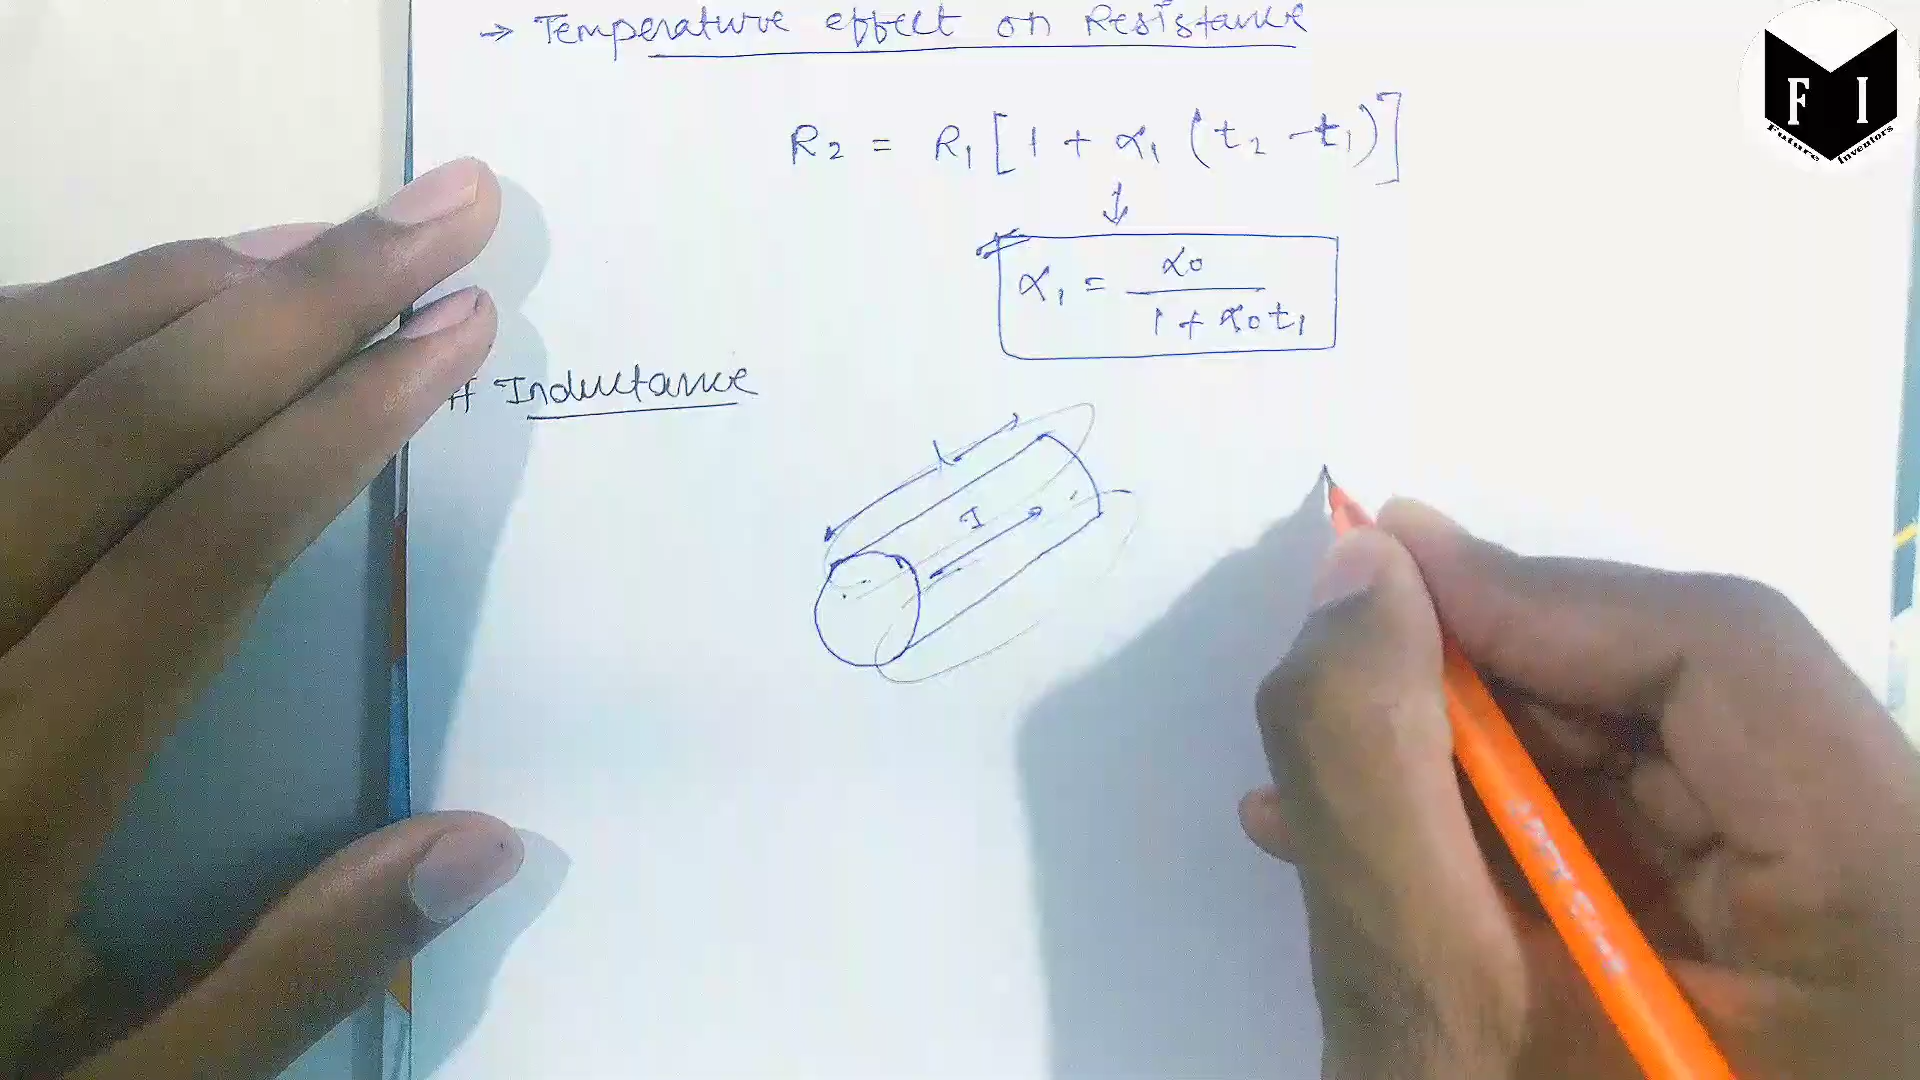 → Temperature effect on Resistance
R₂ = R₁ [1 + α₁ (t₂ - t₁)]
↓
α₁ = α₀ / 1 + α₀t₁
# Inductance
L
I
F I
Future Inventors